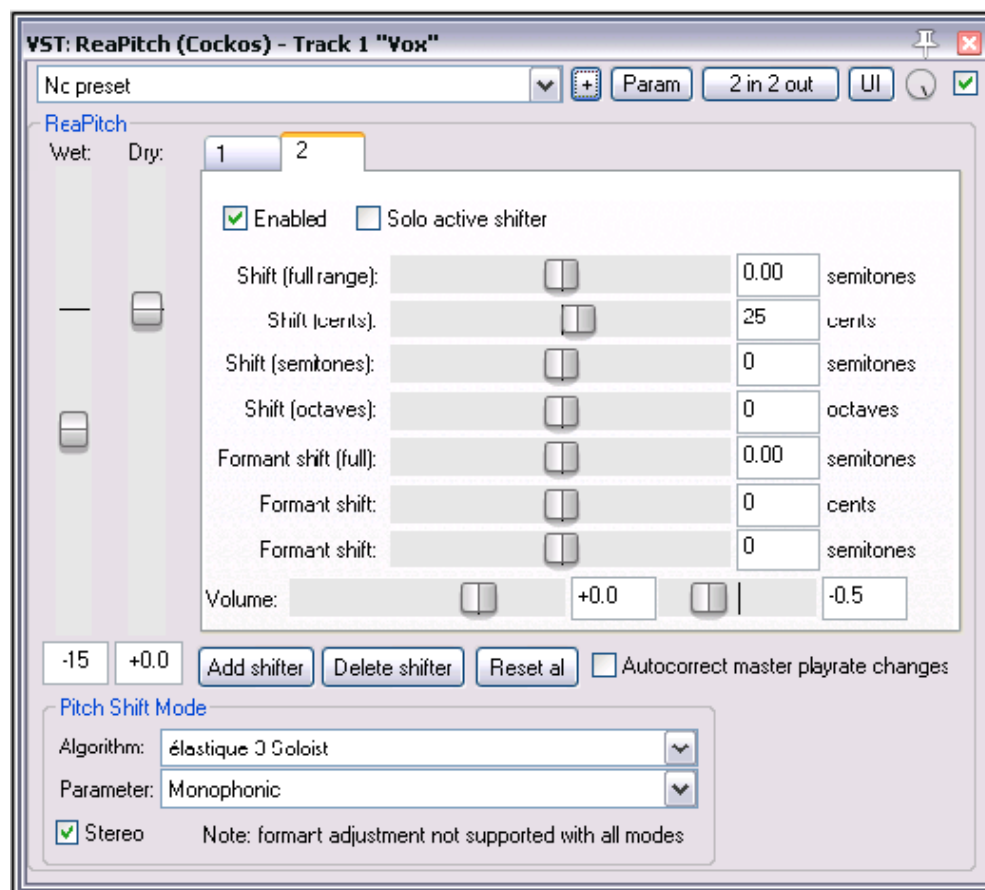 VST: ReaPitch (Cockos) - Track 1 "Vox"
No preset + Param 2 in 2 out UI
ReaPitch
Wet: Dry: 1 2
Enabled Solo active shifter
Shift (full range): 0.00 semitones
Shift (cents): 25 cents
Shift (semitones): 0 semitones
Shift (octaves): 0 octaves
Formant shift (full): 0.00 semitones
Formant shift: 0 cents
Formant shift: 0 semitones
Volume: +0.0 -0.5
-15 +0.0 Add shifter Delete shifter Reset al Autocorrect master playrate changes
Pitch Shift Mode
Algorithm: élastique 3 Soloist
Parameter: Monophonic
Stereo Note: formart adjustment not supported with all modes